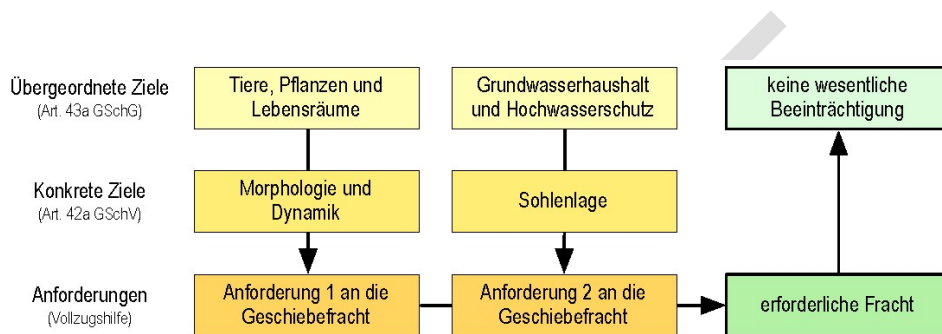 Übergeordnete Ziele
(Art. 43a GSchG)
Tiere, Pflanzen und
Lebensräume
Grundwasserhaushalt
und Hochwasserschutz
keine wesentliche
Beeinträchtigung
Konkrete Ziele
(Art. 42a GSchV)
Morphologie und
Dynamik
Sohlenlage
Anforderungen
(Vollzugshilfe)
Anforderung 1 an die
Geschiebefracht
Anforderung 2 an die
Geschiebefracht
erforderliche Fracht